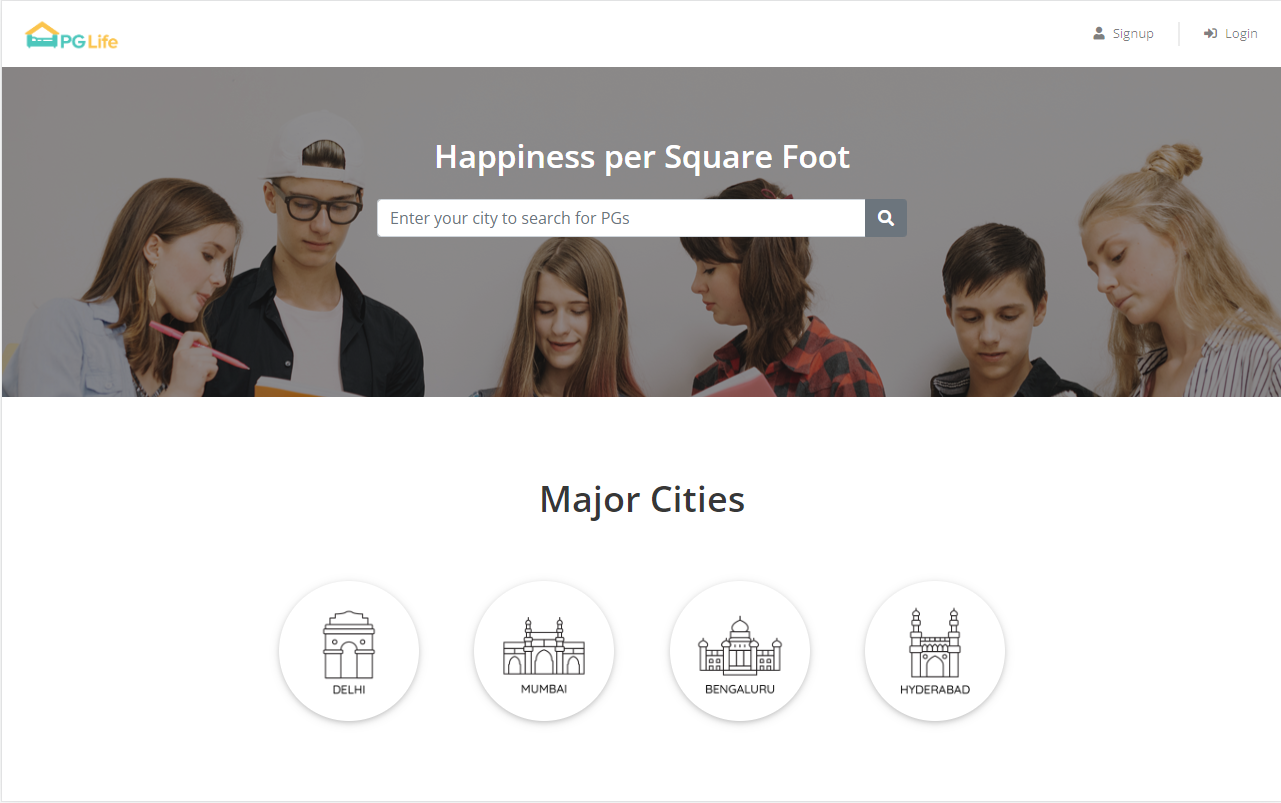 PG Life
Signup
Login
Happiness per Square Foot
Enter your city to search for PGs
Major Cities
DELHI
MUMBAI
BENGALURU
HYDERABAD